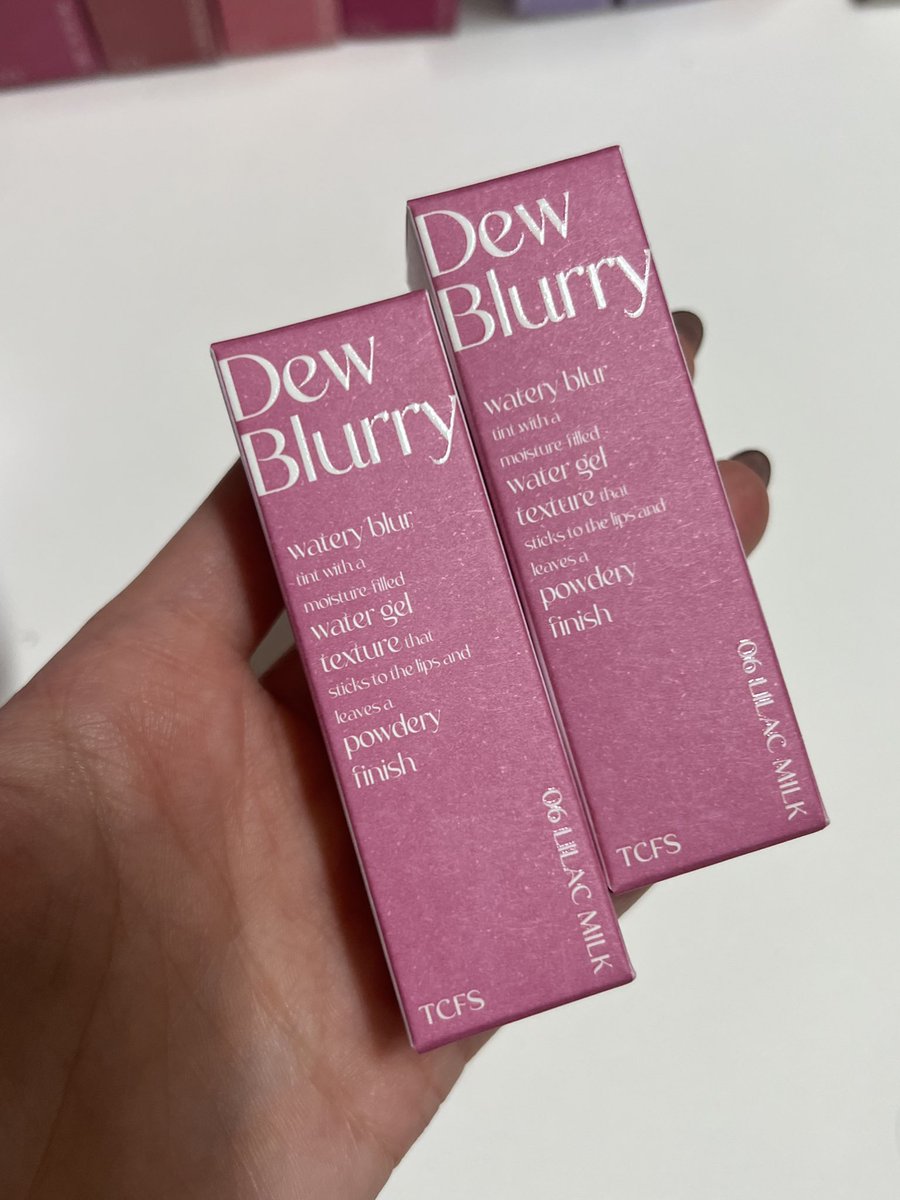 Dew
Blurry
watery blur
tint with a
moisture-filled
water gel
texture that
sticks to the lips and
leaves a
powdery
finish
06 LILAC MILK
TCFS
Dew
Blurry
watery blur
tint with a
moisture-filled
water gel
texture that
sticks to the lips and
leaves a
powdery
finish
06 LILAC MILK
TCFS